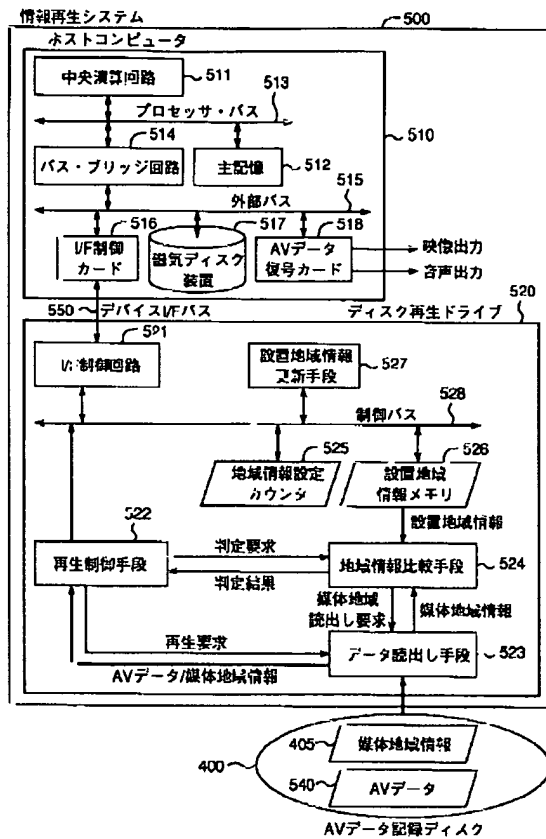 情報再生システム
500
ホストコンピュータ
中央演算回路
511
513
プロセッサ・バス
514
510
バス・ブリッジ回路
主記憶
512
515
外部バス
516
517
518
I/F制御
カード
磁気ディスク
装置
AVデータ
復号カード
映像出力
音声出力
550
デバイスI/Fバス
520
ディスク再生ドライブ
521
I/F制御回路
設置地域情報
更新手段
527
528
制御バス
525
526
地域情報設定
カウンタ
設置地域
情報メモリ
522
設置地域情報
再生制御手段
判定要求
判定結果
地域情報比較手段
524
媒体地域
読出し要求
媒体地域情報
再生要求
データ読出し手段
523
AVデータ/媒体地域情報
405
媒体地域情報
400
540
AVデータ
AVデータ記録ディスク